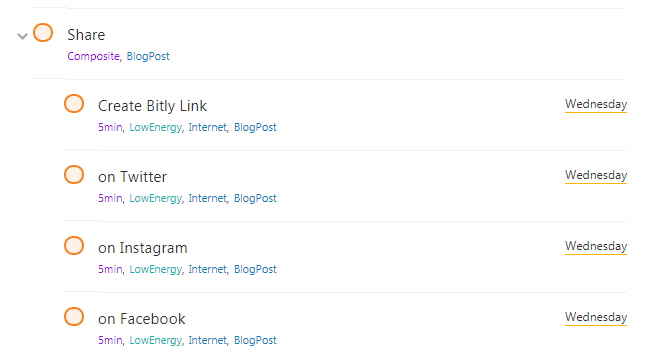 Share
Composite, BlogPost
Create Bitly Link Wednesday
5min, LowEnergy, Internet, BlogPost
on Twitter Wednesday
5min, LowEnergy, Internet, BlogPost
on Instagram Wednesday
5min, LowEnergy, Internet, BlogPost
on Facebook Wednesday
5min, LowEnergy, Internet, BlogPost